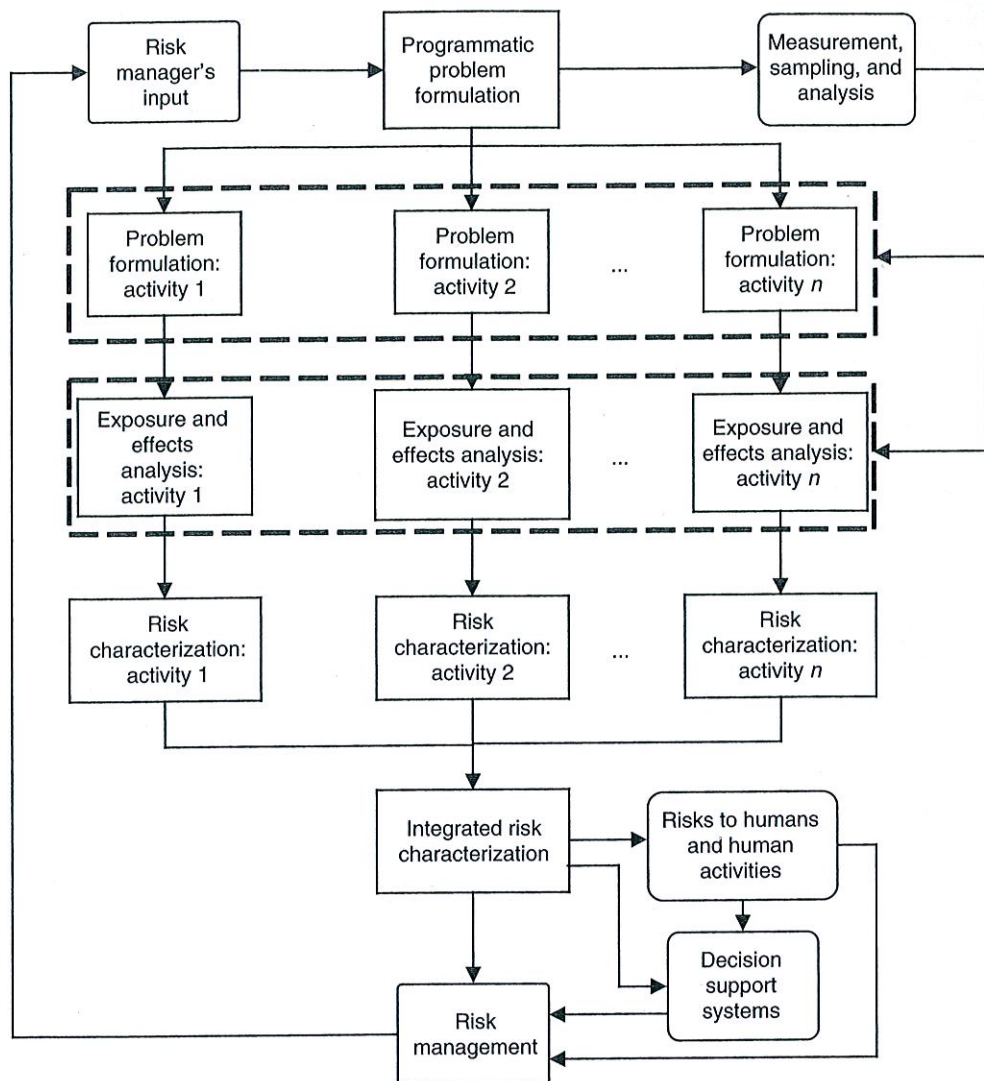 Risk
manager's
input
Programmatic
problem
formulation
Measurement,
sampling, and
analysis
Problem
formulation:
activity 1
Problem
formulation:
activity 2
...
Problem
formulation:
activity n
Exposure and
effects
analysis:
activity 1
Exposure and
effects analysis:
activity 2
...
Exposure and
effects analysis:
activity n
Risk
characterization:
activity 1
Risk
characterization:
activity 2
...
Risk
characterization:
activity n
Integrated risk
characterization
Risks to humans
and human
activities
Decision
support
systems
Risk
management